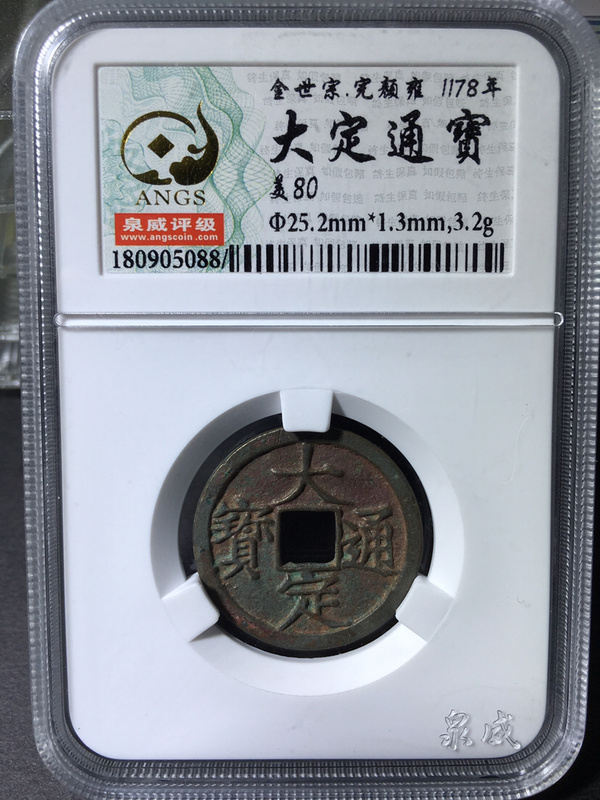 金世宗.完颜雍 1178年
大定通寶
美80
ANGS
泉威评级
www.angscoin.com
Φ25.2mm*1.3mm,3.2g
180905088/
大定通寶
泉威